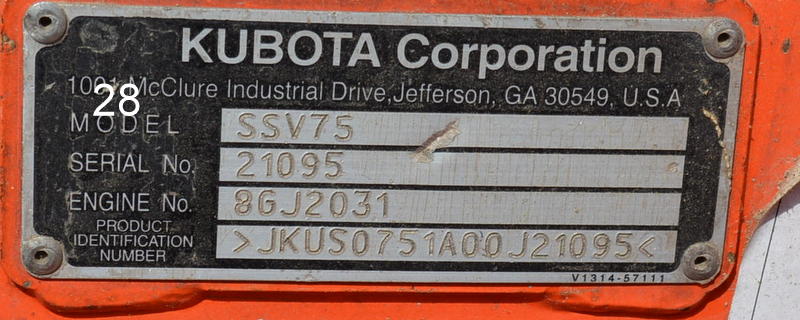 KUBOTA Corporation
1001 McClure Industrial Drive, Jefferson, GA 30549, U.S.A
28
MODEL SSV75
SERIAL No. 21095
ENGINE No. 8GJ2031
PRODUCT
IDENTIFICATION
NUMBER
>JKUS0751A00J21095<
V1314-57111